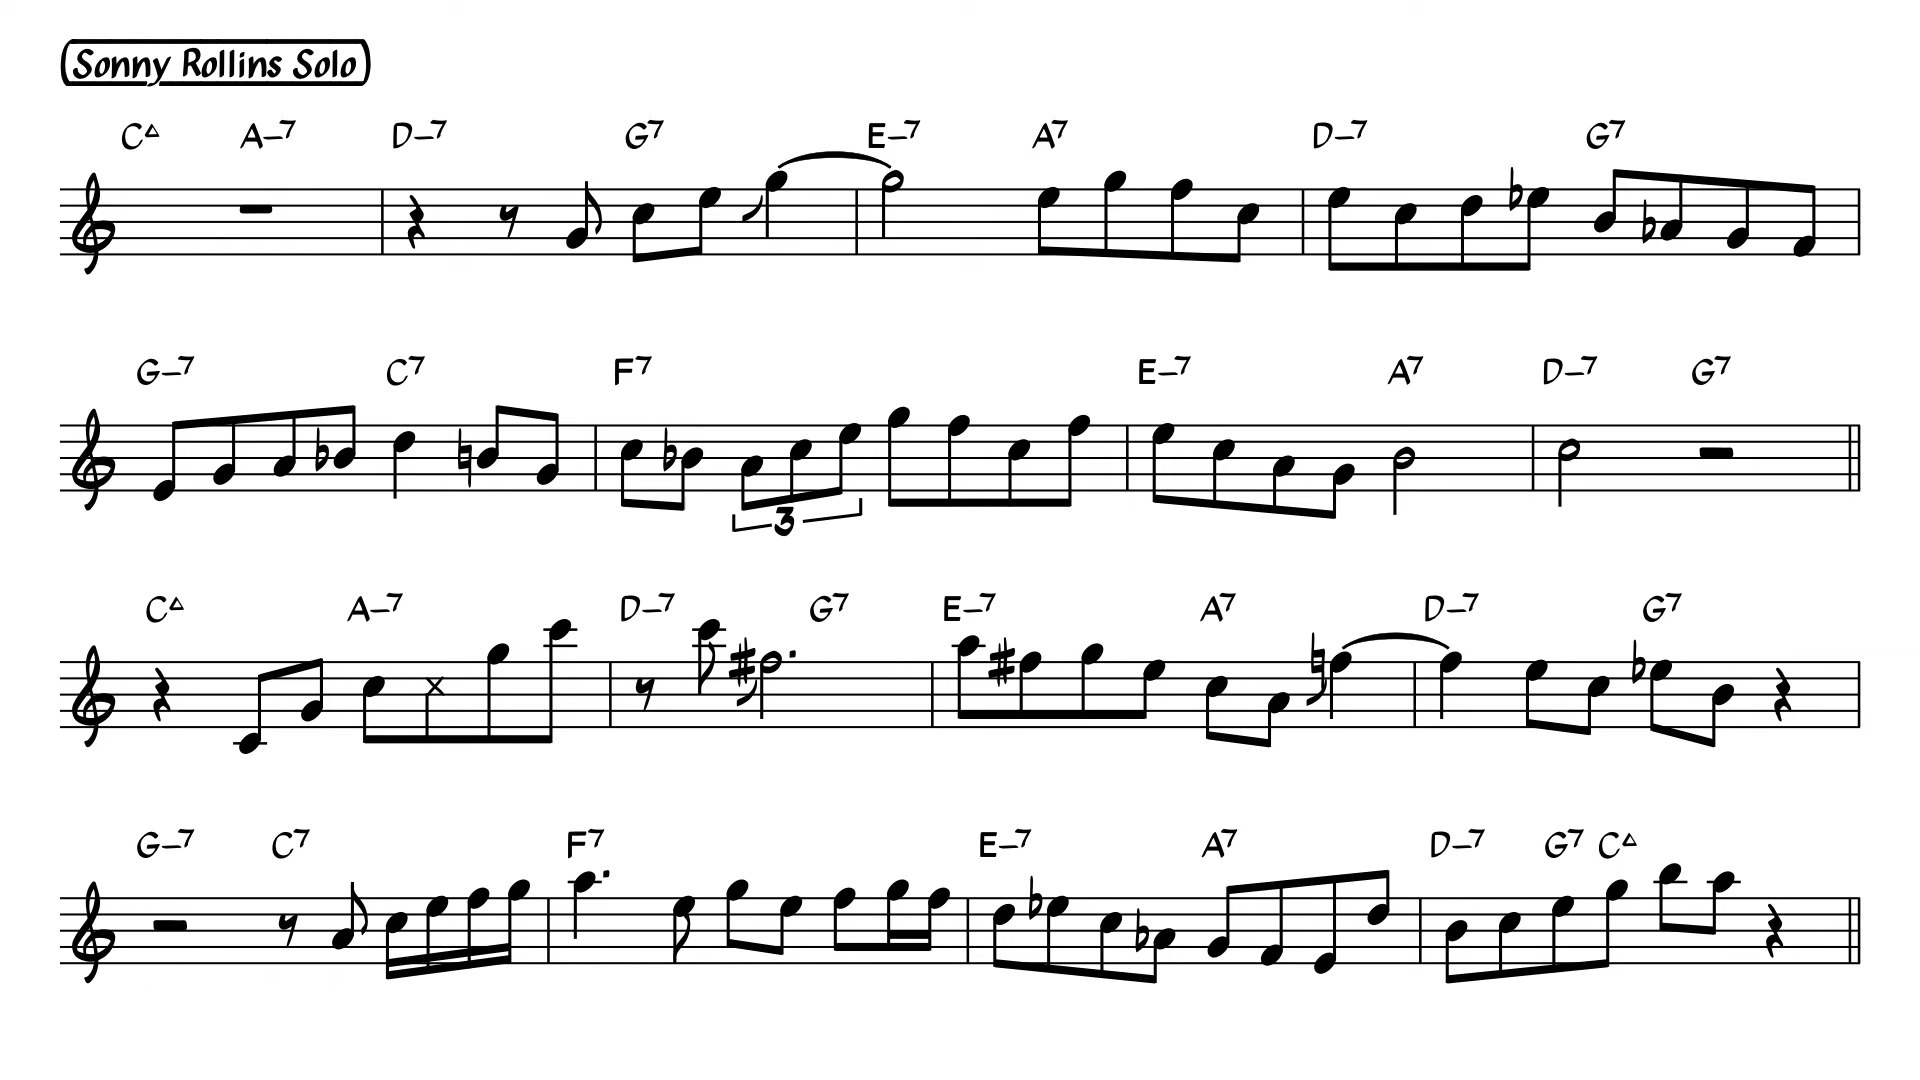 Sonny Rollins Solo
C△ A–7 D–7 G7 E–7 A7 D–7 G7
G–7 C7 F7 E–7 A7 D–7 G7
3
C△ A–7 D–7 G7 E–7 A7 D–7 G7
G–7 C7 F7 E–7 A7 D–7 G7 C△